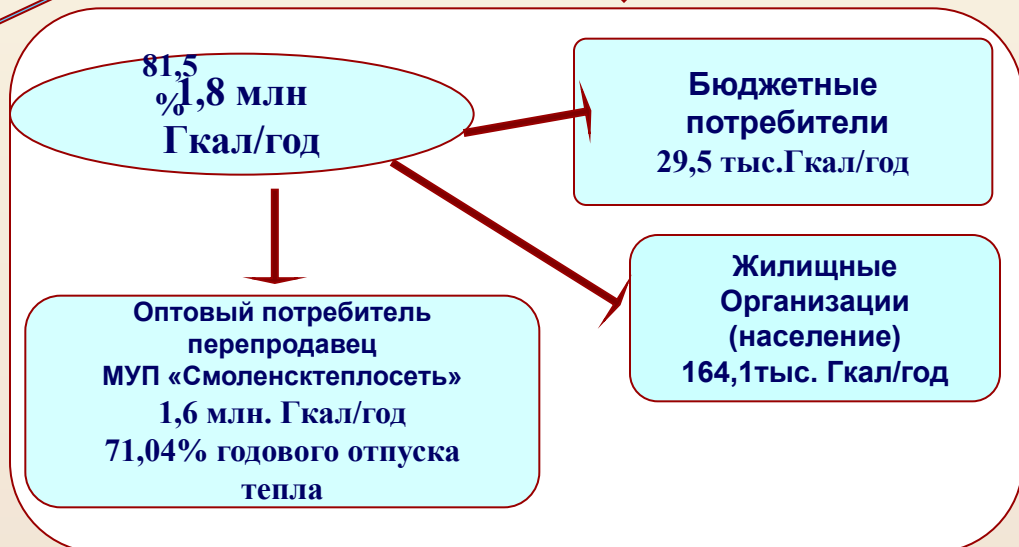 81,5
%
1,8 млн
Гкал/год
Бюджетные
потребители
29,5 тыс.Гкал/год
Жилищные
Организации
(население)
164,1тыс. Гкал/год
Оптовый потребитель
перепродавец
МУП «Смоленсктеплосеть»
1,6 млн. Гкал/год
71,04% годового отпуска
тепла